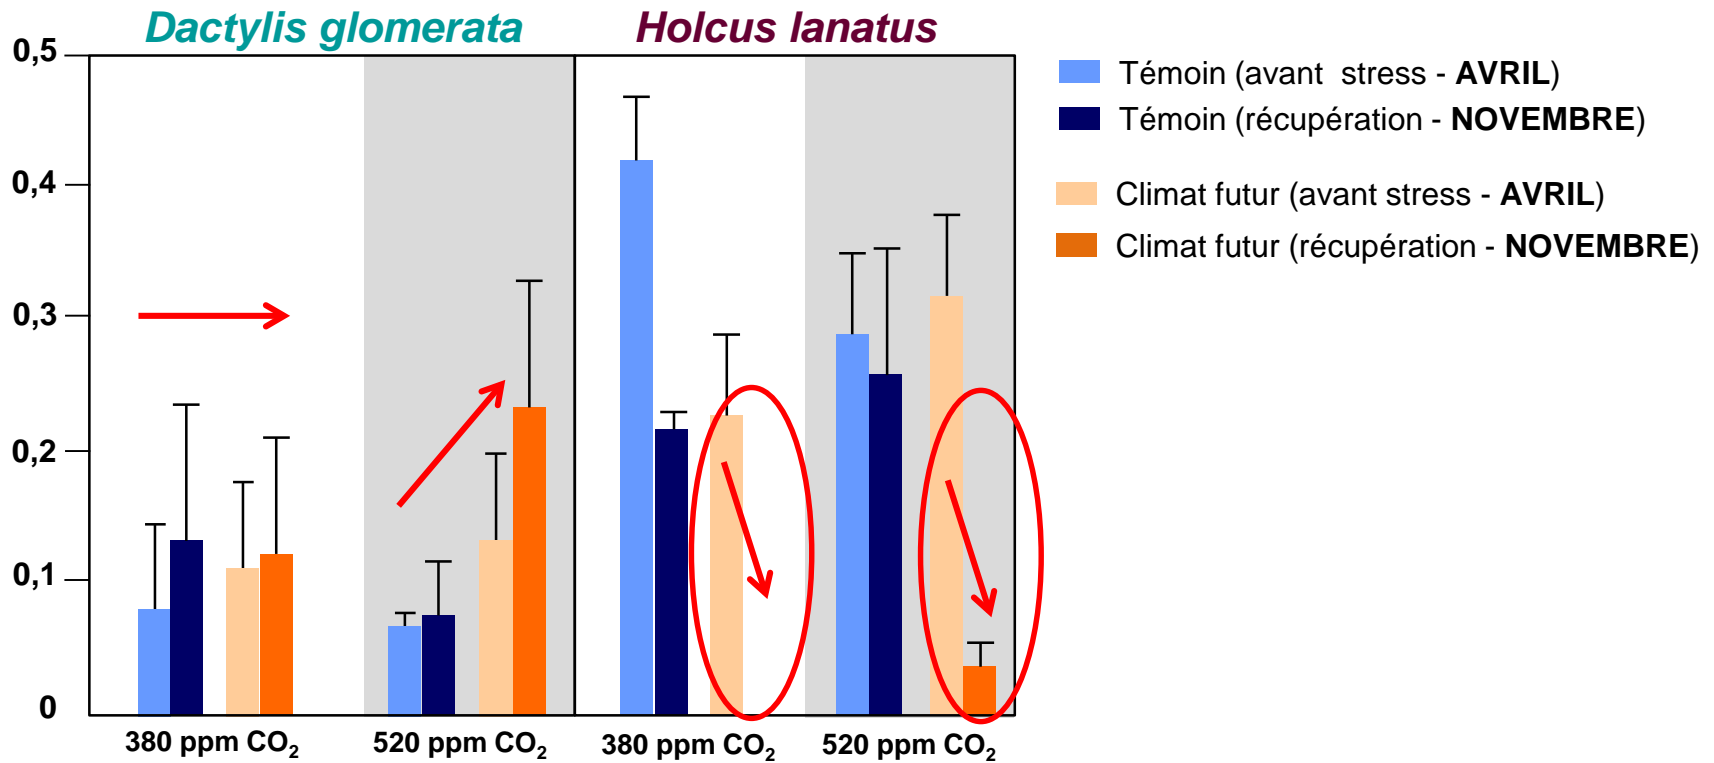 Dactylis glomerata
Holcus lanatus
0,5
0,4
0,3
0,2
0,1
0
380 ppm CO₂
520 ppm CO₂
380 ppm CO₂
520 ppm CO₂
Témoin (avant stress - AVRIL)
Témoin (récupération - NOVEMBRE)
Climat futur (avant stress - AVRIL)
Climat futur (récupération - NOVEMBRE)